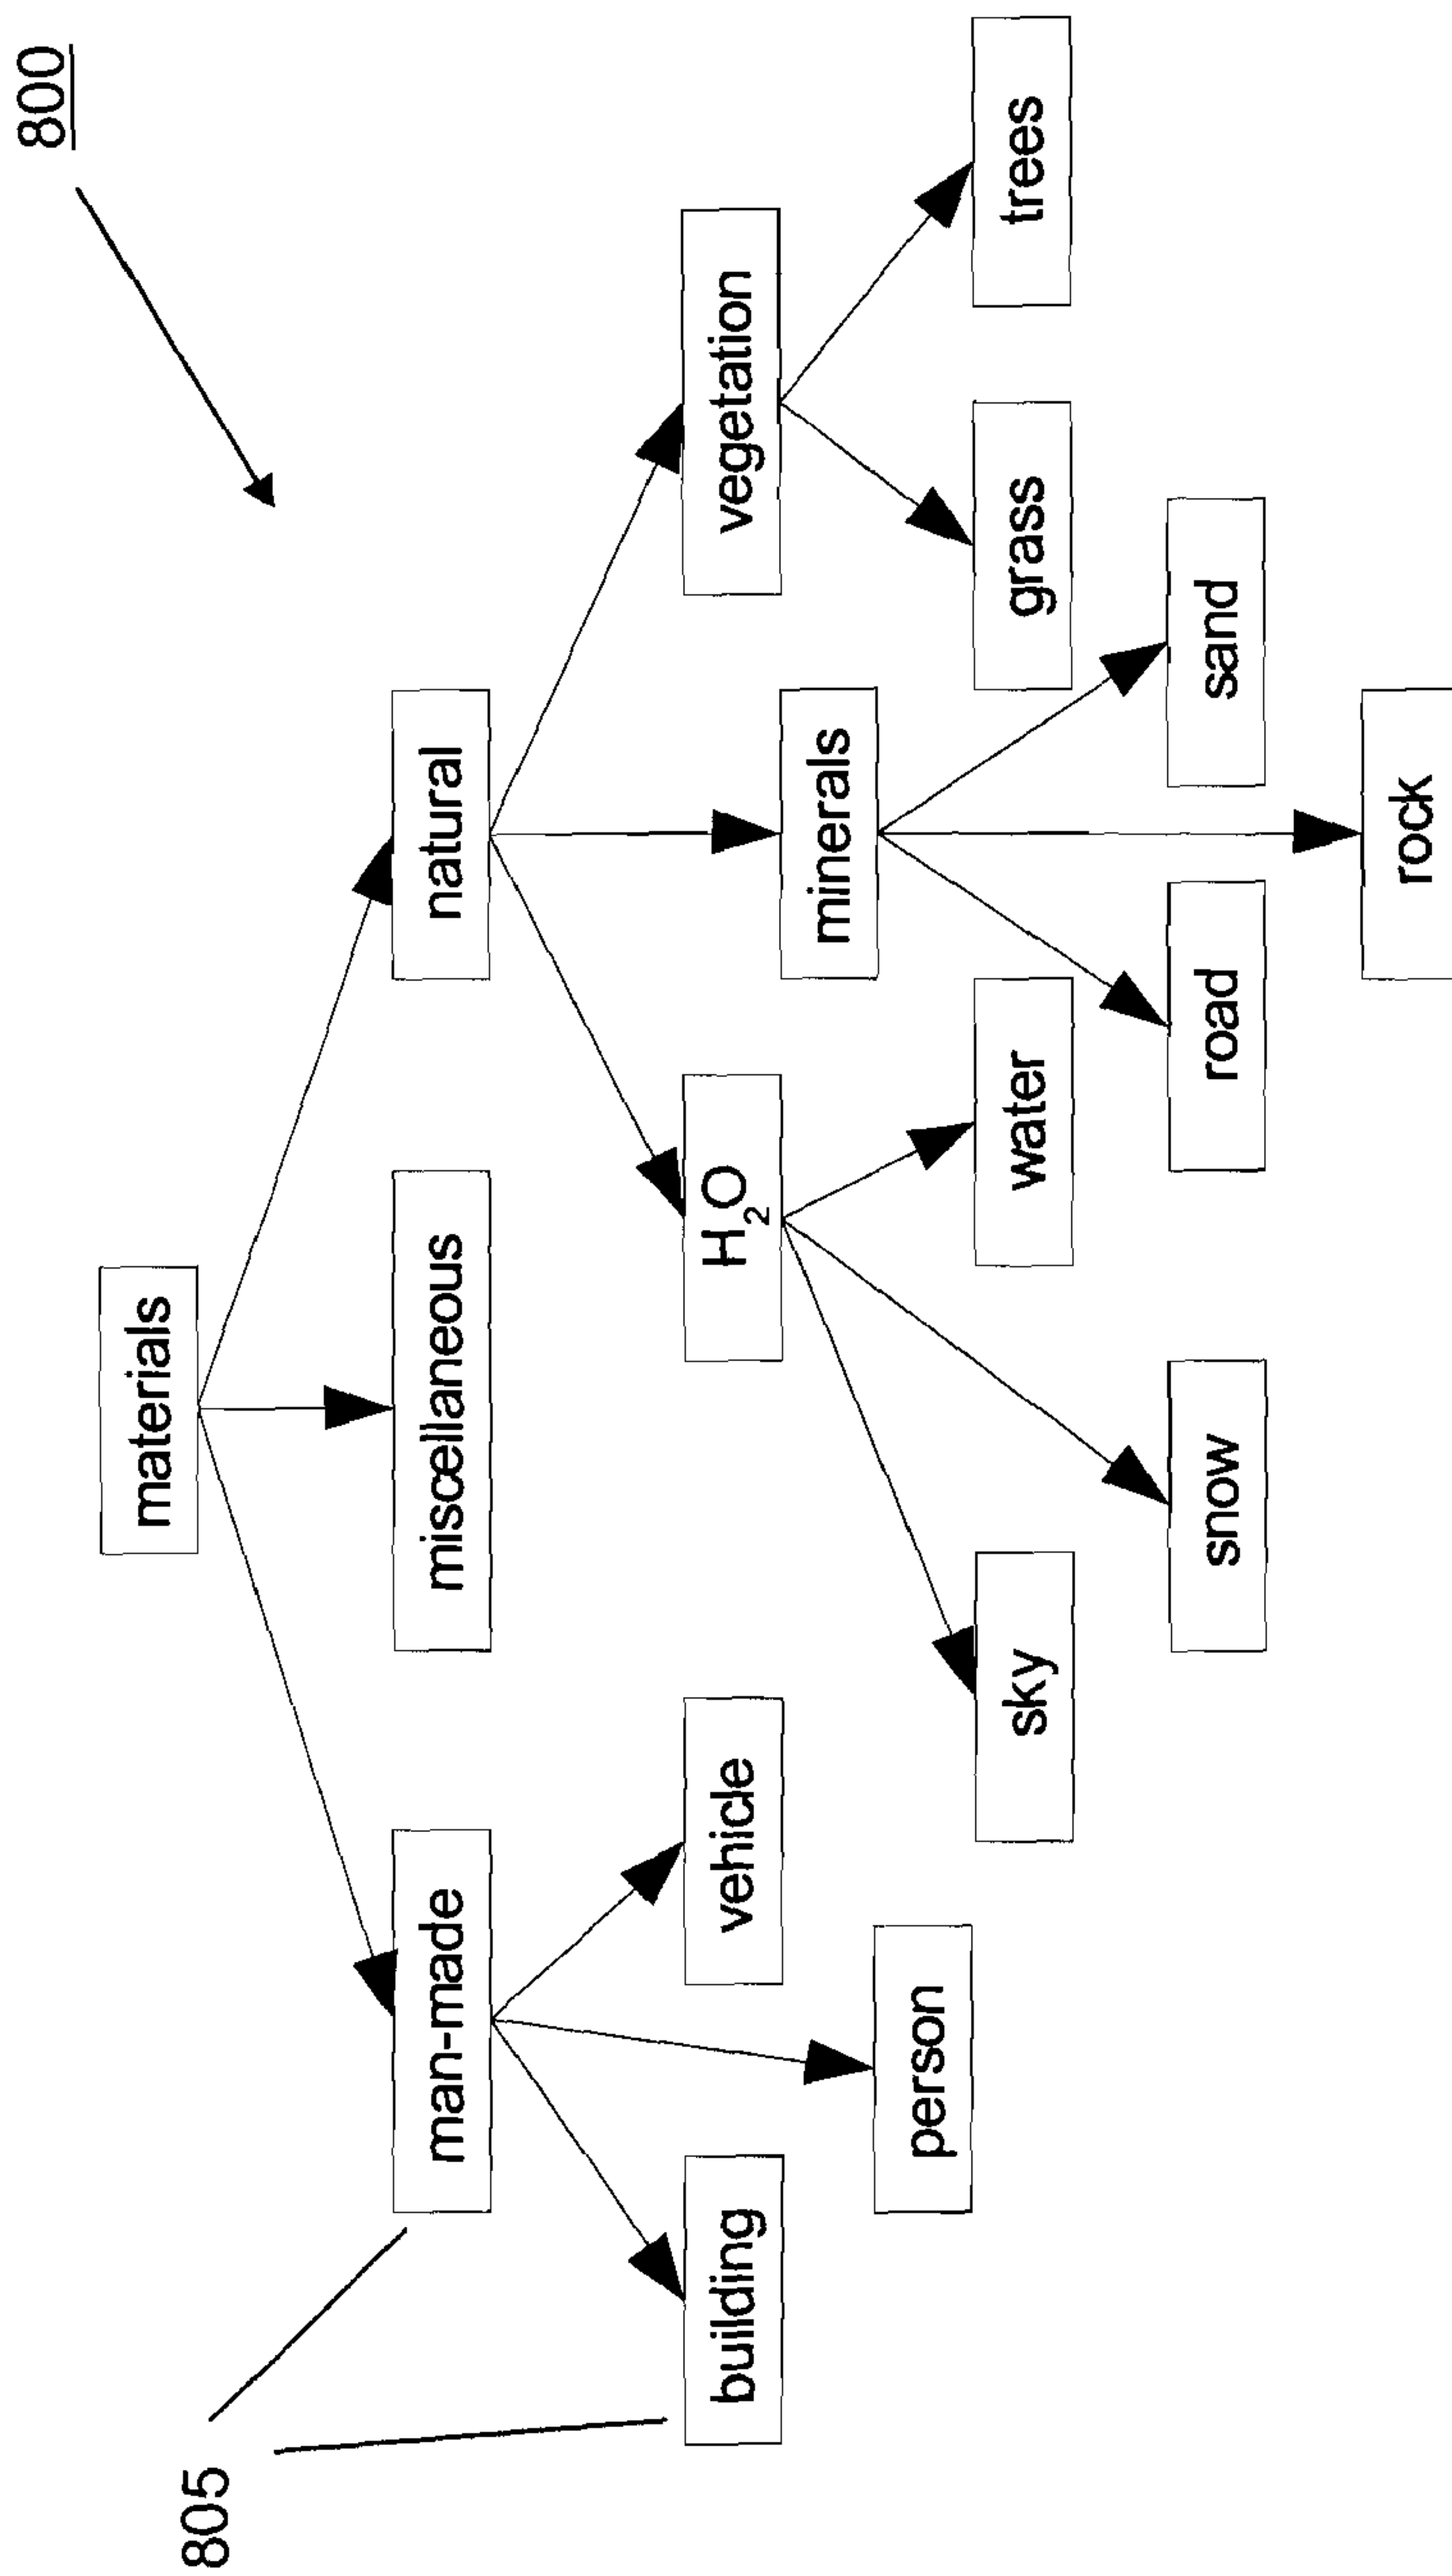 800
materials
man-made
miscellaneous
natural
805
building
vehicle
H₂O
vegetation
person
minerals
sky
water
grass
trees
snow
road
sand
rock